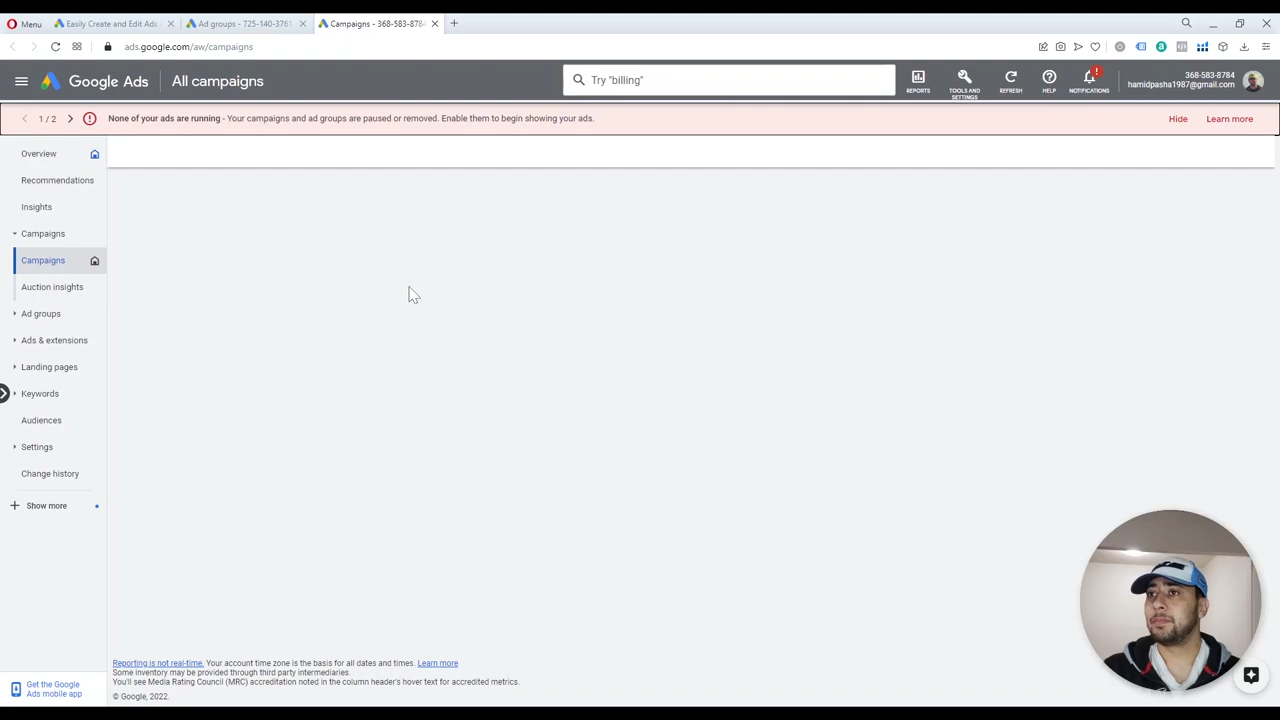 Menu
Easily Create and Edit Ads
Ad groups - 725-140-3761
Campaigns - 368-583-8784
ads.google.com/aw/campaigns
Google Ads
All campaigns
Try "billing"
REPORTS
TOOLS AND
SETTINGS
REFRESH
HELP
NOTIFICATIONS
368-583-8784
hamidpasha1987@gmail.com
1 / 2
None of your ads are running - Your campaigns and ad groups are paused or removed. Enable them to begin showing your ads.
Hide
Learn more
Overview
Recommendations
Insights
Campaigns
Campaigns
Auction insights
Ad groups
Ads & extensions
Landing pages
Keywords
Audiences
Settings
Change history
Show more
Get the Google
Ads mobile app
Reporting is not real-time. Your account time zone is the basis for all dates and times. Learn more
Some inventory may be provided through third party intermediaries.
You'll see Media Rating Council (MRC) accreditation noted in the column header's hover text for accredited metrics.
© Google, 2022.